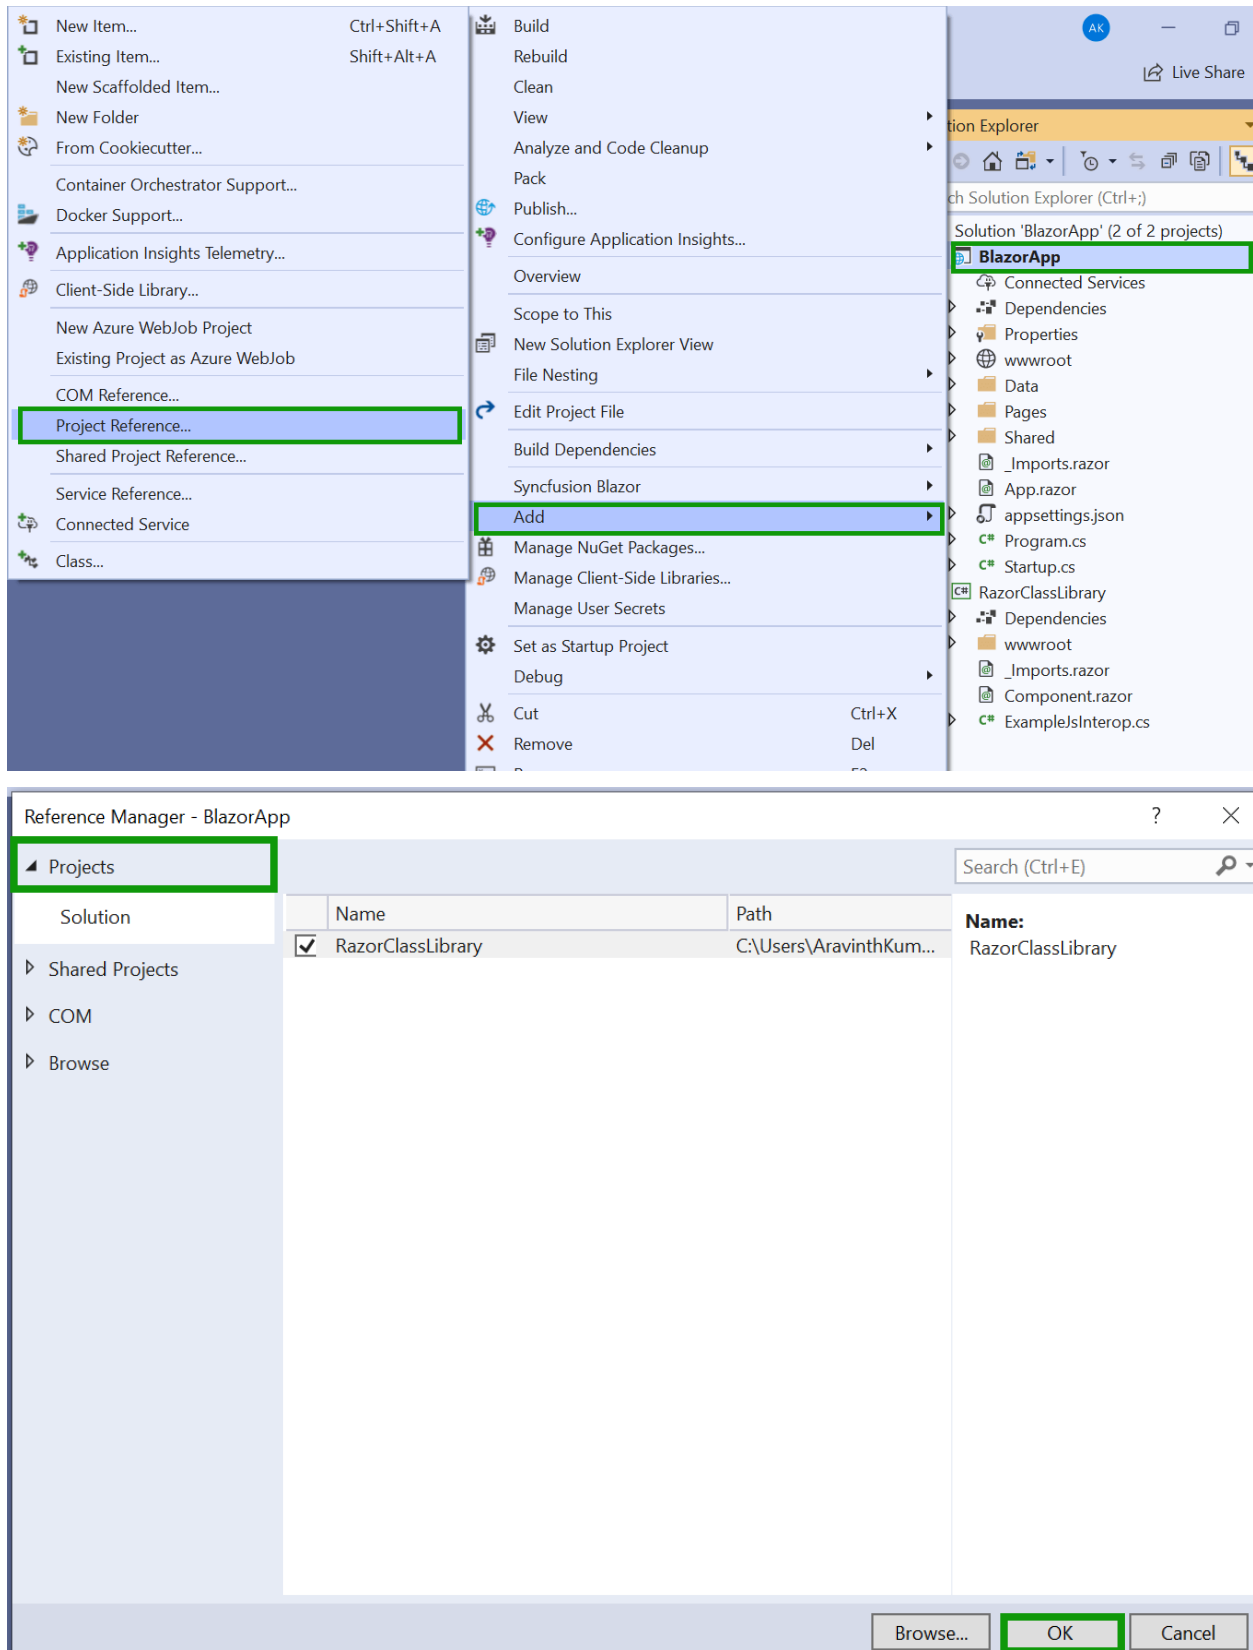 New Item... Ctrl+Shift+A
Existing Item... Shift+Alt+A
New Scaffolded Item...
New Folder
From Cookiecutter...
Container Orchestrator Support...
Docker Support...
Application Insights Telemetry...
Client-Side Library...
New Azure WebJob Project
Existing Project as Azure WebJob
COM Reference...
Project Reference...
Shared Project Reference...
Service Reference...
Connected Service
Class...
Build
Rebuild
Clean
View
Analyze and Code Cleanup
Pack
Publish...
Configure Application Insights...
Overview
Scope to This
New Solution Explorer View
File Nesting
Edit Project File
Build Dependencies
Syncfusion Blazor
Add
Manage NuGet Packages...
Manage Client-Side Libraries...
Manage User Secrets
Set as Startup Project
Debug
Cut Ctrl+X
Remove Del
AK
Live Share
tion Explorer
ch Solution Explorer (Ctrl+;)
Solution 'BlazorApp' (2 of 2 projects)
BlazorApp
Connected Services
Dependencies
Properties
wwwroot
Data
Pages
Shared
_Imports.razor
App.razor
appsettings.json
C# Program.cs
C# Startup.cs
C# RazorClassLibrary
Dependencies
wwwroot
_Imports.razor
Component.razor
C# ExampleJsInterop.cs
Reference Manager - BlazorApp ?
Projects
Search (Ctrl+E)
Solution
Shared Projects
COM
Browse
Name Path
RazorClassLibrary C:\Users\AravinthKum...
Name:
RazorClassLibrary
Browse... OK Cancel